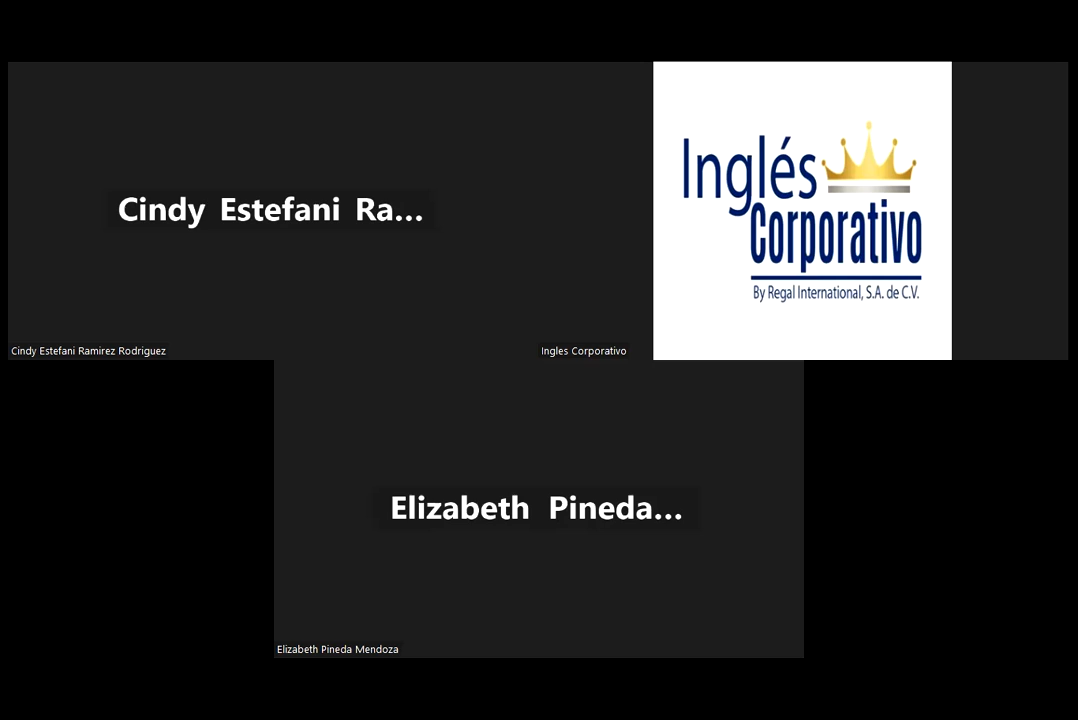 Cindy Estefani Ra...
Cindy Estefani Ramirez Rodriguez
Inglés
Corporativo
By Regal International, S.A. de C.V.
Ingles Corporativo
Elizabeth Pineda...
Elizabeth Pineda Mendoza